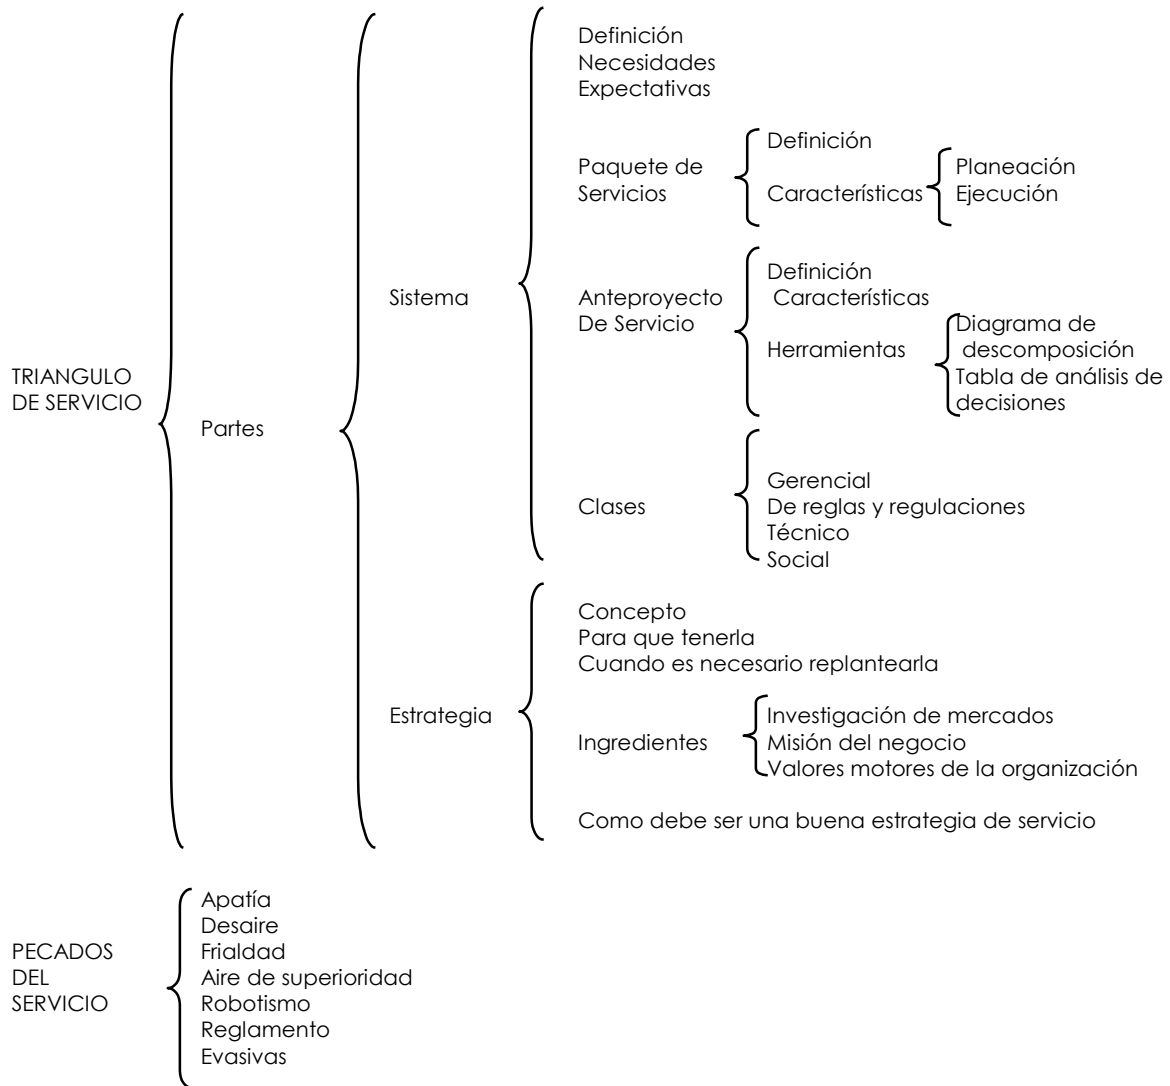 TRIANGULO
DE SERVICIO
Partes
Sistema
Definición
Necesidades
Expectativas
Paquete de
Servicios
Definición
Característícas
Planeación
Ejecución
Anteproyecto
De Servicio
Definición
Característícas
Herramientas
Diagrama de
descomposición
Tabla de análisis de
decisiones
Clases
Gerencial
De reglas y regulaciones
Técnico
Social
Estrategia
Concepto
Para que tenerla
Cuando es necesario replantearla
Ingredientes
Investigación de mercados
Misión del negocio
Valores motores de la organización
Como debe ser una buena estrategia de servicio
PECADOS
DEL
SERVICIO
Apatía
Desaire
Frialdad
Aire de superioridad
Robotismo
Reglamento
Evasivas